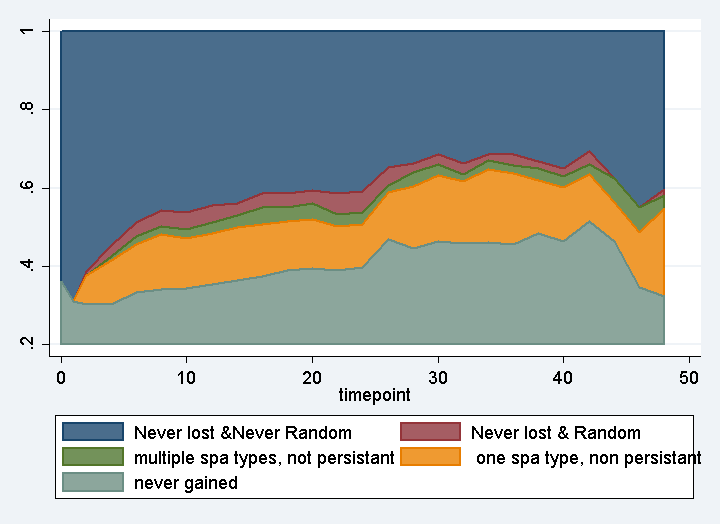 1
.8
.6
.4
.2
0 10 20 30 40 50
timepoint
Never lost &Never Random Never lost & Random
multiple spa types, not persistant one spa type, non persistant
never gained